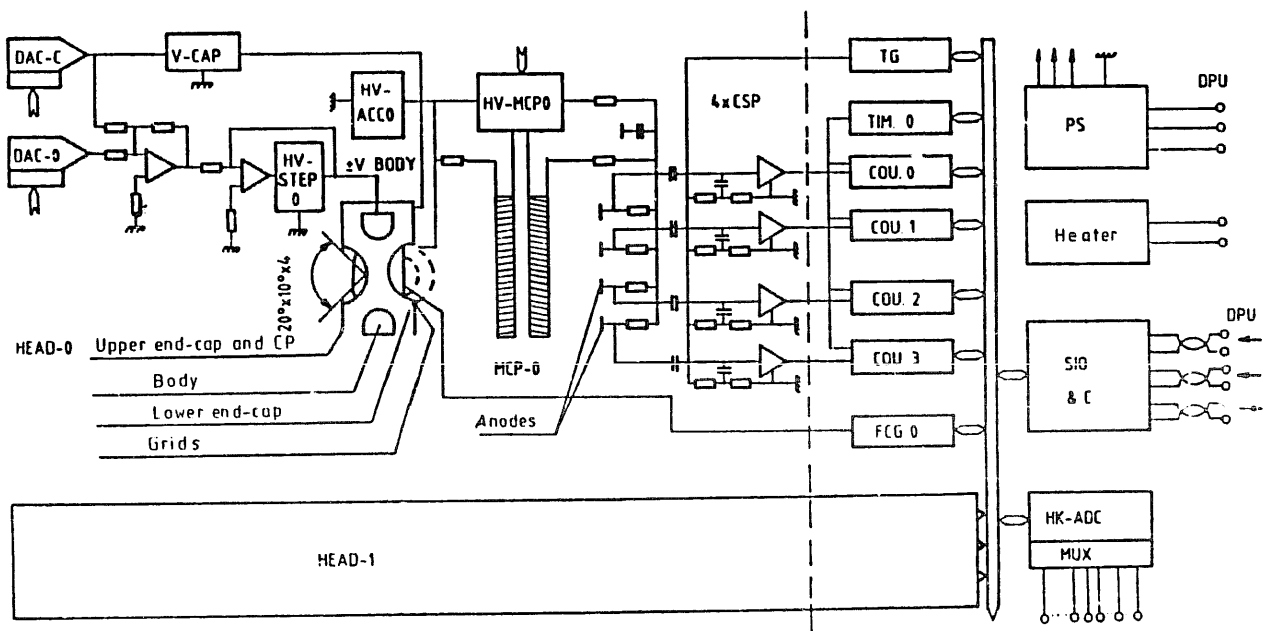 DAC-C
V-CAP
DAC-0
HV-
STEP
0
HV-
ACC0
±V BODY
HV-MCP0
4xCSP
TG
TIM. 0
COU. 0
COU. 1
COU. 2
COU. 3
FCG 0
PS
DPU
Heater
DPU
SIO
& C
HK-ADC
MUX
20°x10°x4
HEAD-0
Upper end-cap and CP
Body
Lower end-cap
Grids
MCP-0
Anodes
HEAD-1